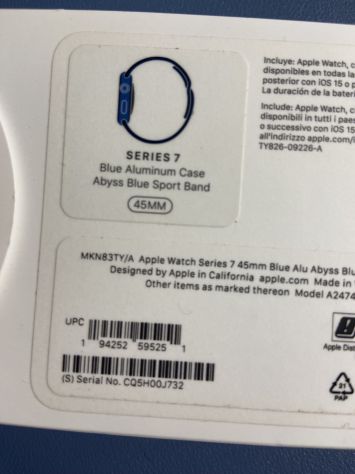 Incluye: Apple Watch, c
disponibles en todas la
posterior con iOS 15 o p
La duración de la baterí
Include: Apple Watch, c
disponibili in tutti i paes
o successivo con iOS 15
all'indirizzo apple.com/i
TY826-09226-A
SERIES 7
Blue Aluminum Case
Abyss Blue Sport Band
45MM
MKN83TY/A Apple Watch Series 7 45mm Blue Alu Abyss Blu
Designed by Apple in California apple.com Made in
Other items as marked thereon Model A2474
UPC
1 94252 59525 1
(S) Serial No. CQ5H00J732
Apple Dis
21
PAP